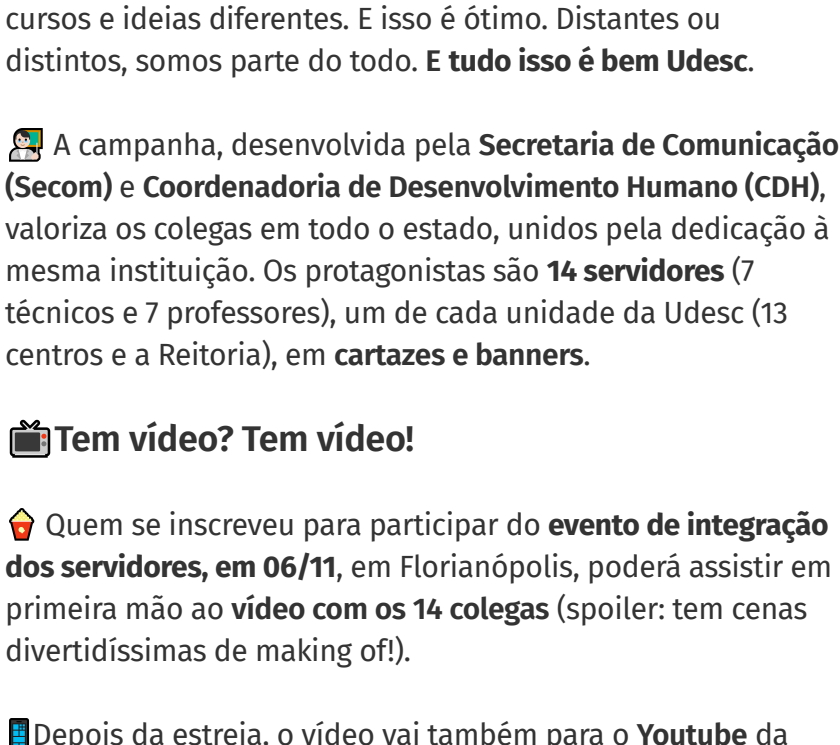 cursos e ideias diferentes. E isso é ótimo. Distantes ou
distintos, somos parte do todo. E tudo isso é bem Udesc.
A campanha, desenvolvida pela Secretaria de Comunicação
(Secom) e Coordenadoria de Desenvolvimento Humano (CDH),
valoriza os colegas em todo o estado, unidos pela dedicação à
mesma instituição. Os protagonistas são 14 servidores (7
técnicos e 7 professores), um de cada unidade da Udesc (13
centros e a Reitoria), em cartazes e banners.
Tem vídeo? Tem vídeo!
Quem se inscreveu para participar do evento de integração
dos servidores, em 06/11, em Florianópolis, poderá assistir em
primeira mão ao vídeo com os 14 colegas (spoiler: tem cenas
divertidíssimas de making of!).
Depois da estreia, o vídeo vai também para o Youtube da